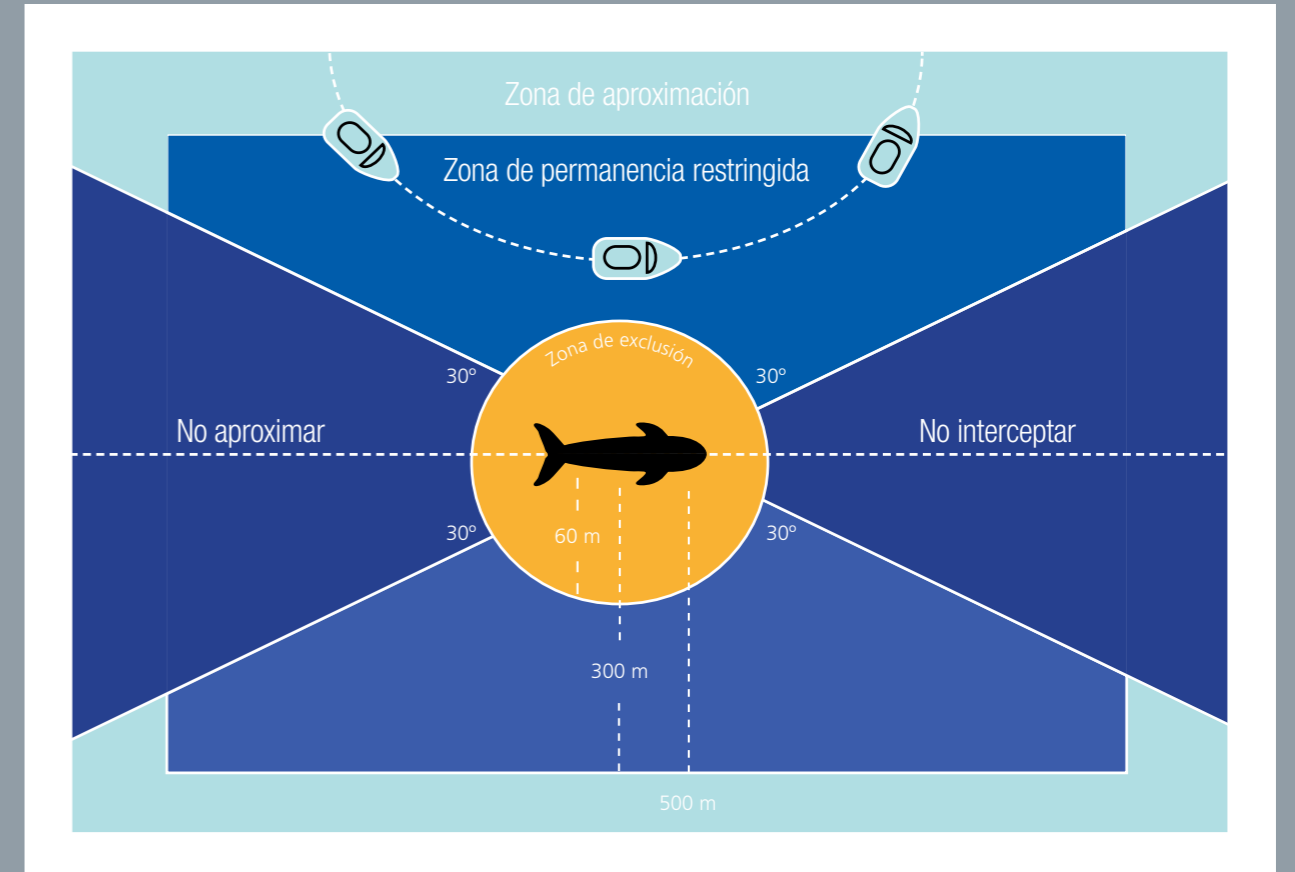 Zona de aproximación
Zona de permanencia restringida
Zona de exclusión
30º
30º
No aproximar
No interceptar
30º
60 m
30º
300 m
500 m